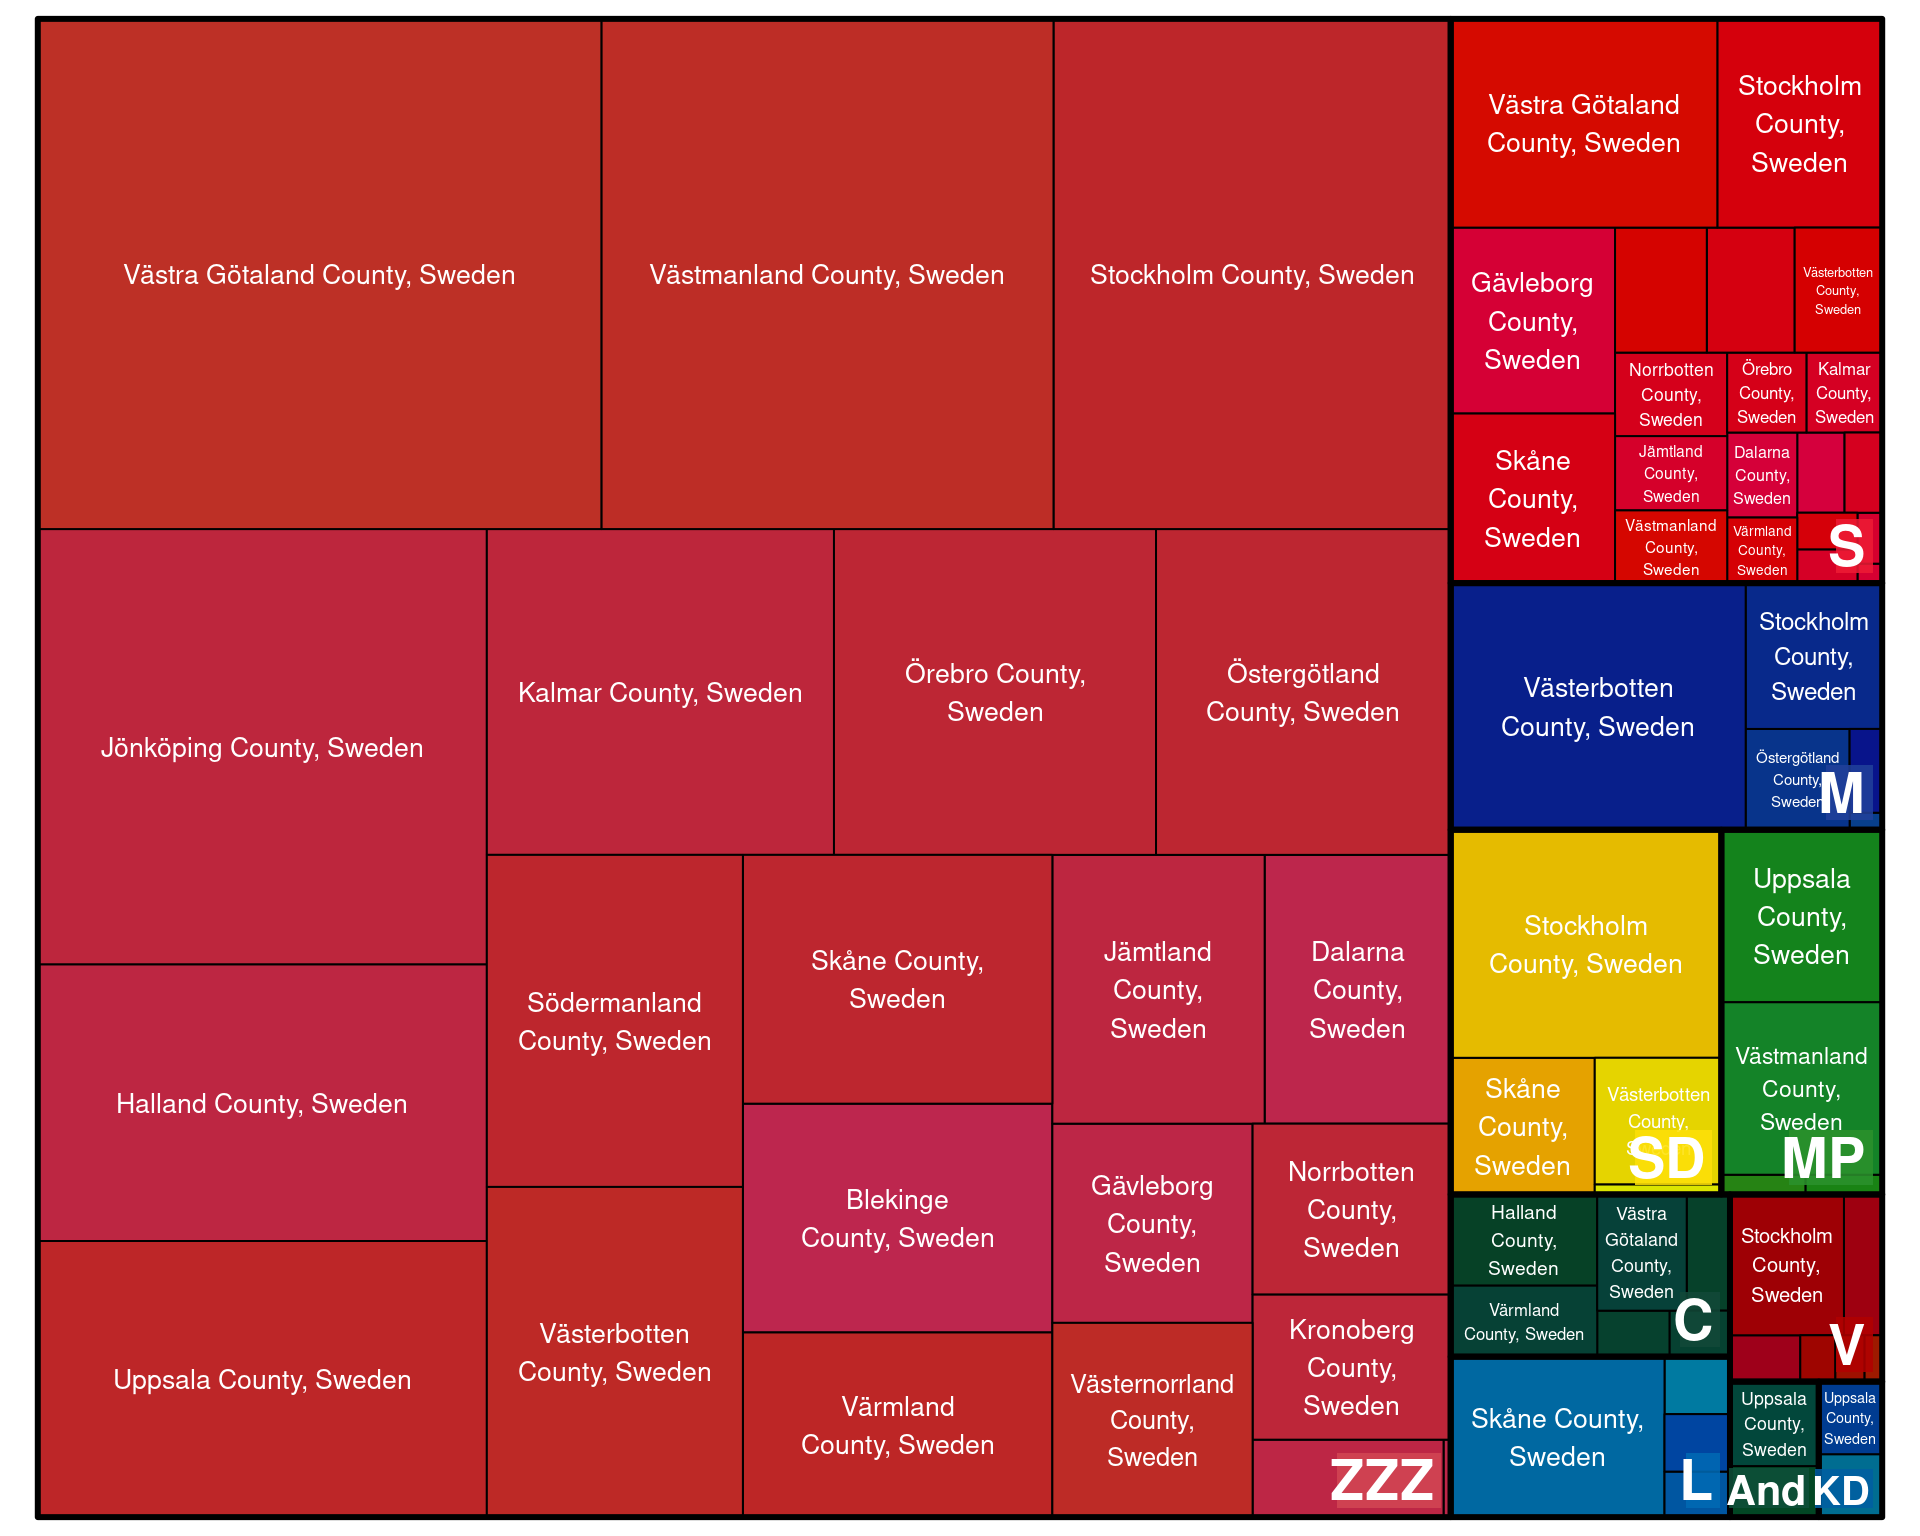 Västra Götaland County, Sweden
Västmanland County, Sweden
Stockholm County, Sweden
Jönköping County, Sweden
Kalmar County, Sweden
Örebro County,
Sweden
Östergötland
County, Sweden
Halland County, Sweden
Uppsala County, Sweden
Södermanland
County, Sweden
Västerbotten
County, Sweden
Skåne County,
Sweden
Blekinge
County, Sweden
Värmland
County, Sweden
Jämtland
County,
Sweden
Dalarna
County,
Sweden
Gävleborg
County,
Sweden
Västernorrland
County,
Sweden
Norrbotten
County,
Sweden
Kronoberg
County,
Sweden
ZZZ
Västra Götaland
County, Sweden
Stockholm
County,
Sweden
Gävleborg
County,
Sweden
Skåne
County,
Sweden
Västerbotten
County,
Sweden
Norrbotten
County,
Sweden
Örebro
County,
Sweden
Kalmar
County,
Sweden
Jämtland
County,
Sweden
Dalarna
County,
Sweden
Västmanland
County,
Sweden
Värmland
County,
Sweden
S
Västerbotten
County, Sweden
Stockholm
County,
Sweden
Östergötland
County,
Sweden
M
Stockholm
County, Sweden
Skåne
County,
Sweden
Västerbotten
County,
SD
Uppsala
County,
Sweden
Västmanland
County,
Sweden
MP
Halland
County,
Sweden
Västra
Götaland
County,
Sweden
Värmland
County, Sweden
C
Stockholm
County,
Sweden
V
Skåne County,
Sweden
L
Uppsala
County,
Sweden
And
Uppsala
County,
Sweden
KD